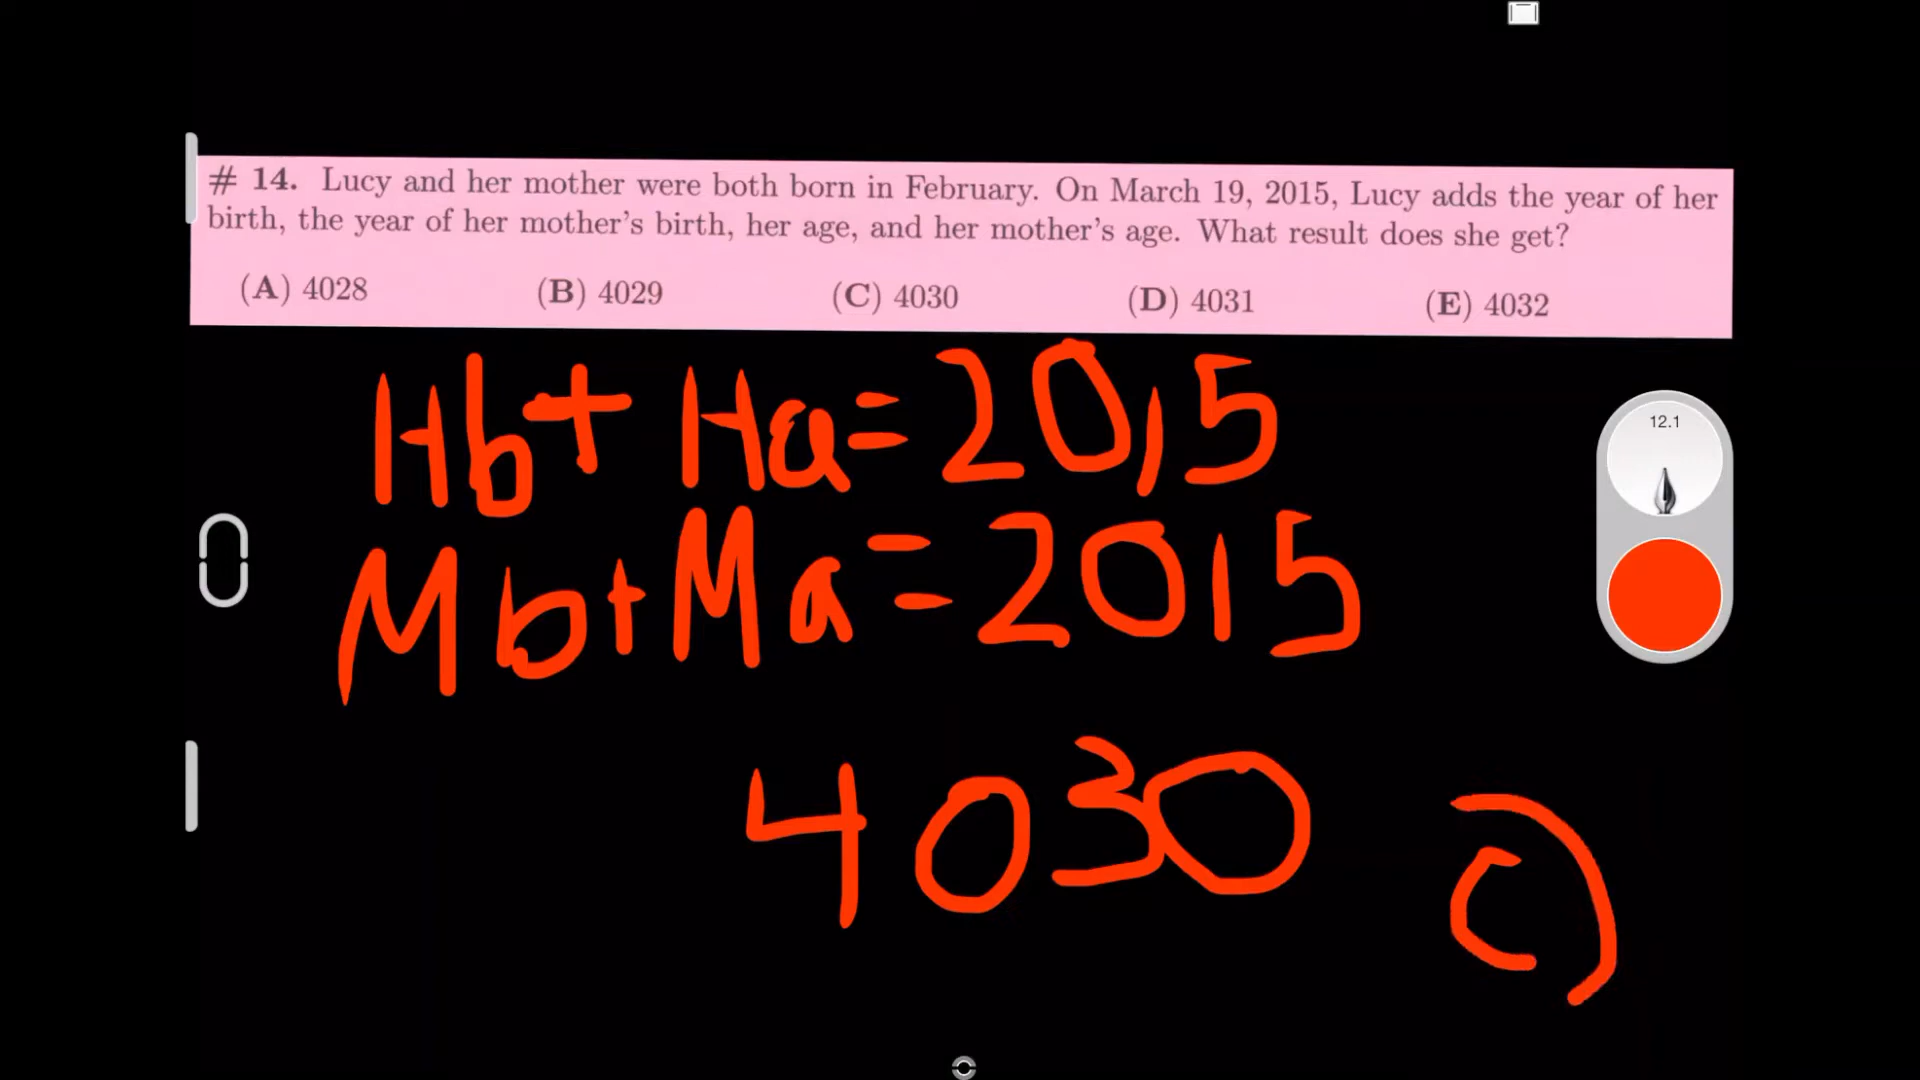 # 14. Lucy and her mother were both born in February. On March 19, 2015, Lucy adds the year of her
birth, the year of her mother's birth, her age, and her mother's age. What result does she get?
(A) 4028 (B) 4029 (C) 4030 (D) 4031 (E) 4032
Hb+ Ha=2015
12.1
Mb+Ma=2015
4030 c)